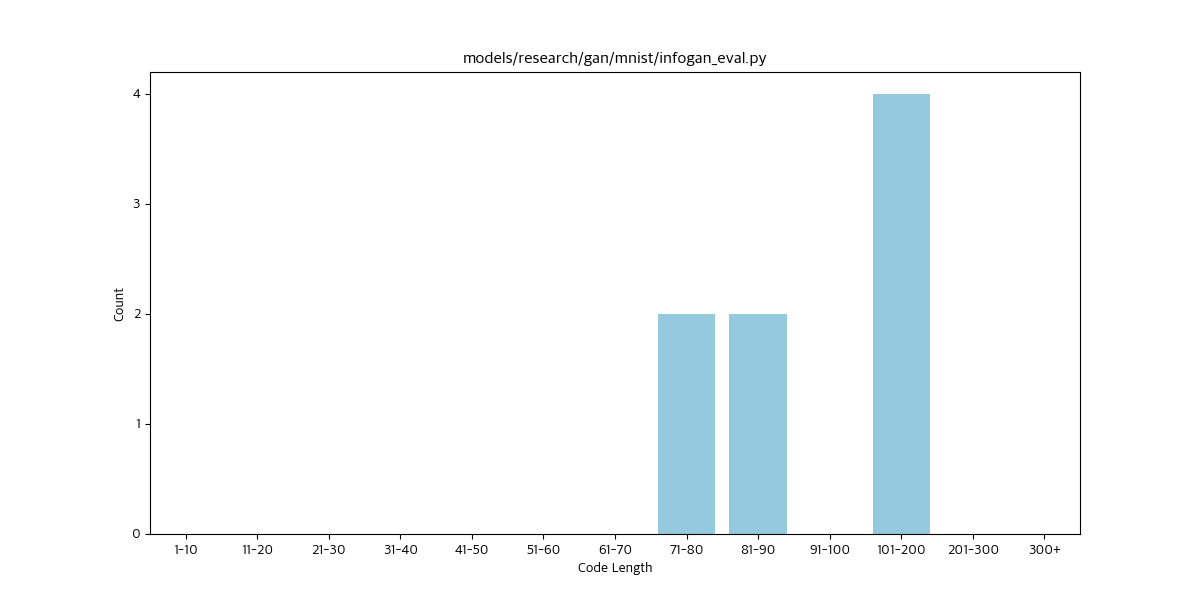 models/research/gan/mnist/infogan_eval.py
4
3
2
1
0
Count
1-10 11-20 21-30 31-40 41-50 51-60 61-70 71-80 81-90 91-100 101-200 201-300 300+
Code Length